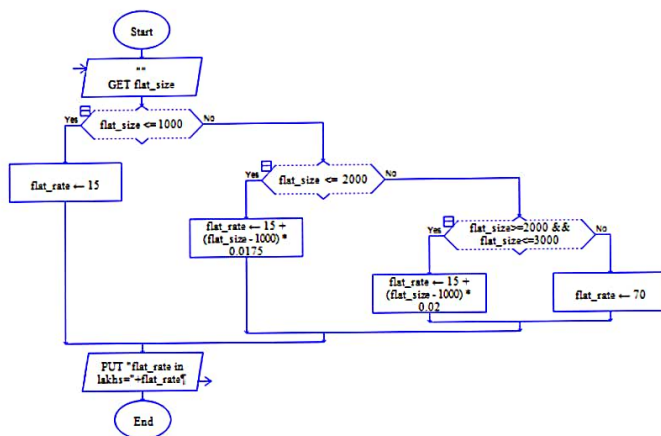 Start
""
GET flat_size
flat_size <=1000
Yes
No
flat_rate ← 15
flat_size <= 2000
Yes
No
flat_rate ← 15 +
(flat_size - 1000) *
0.0175
flat_size>=2000 &&
flat_size<=3000
Yes
No
flat_rate ← 15 +
(flat_size - 1000) *
0.02
flat_rate ← 70
PUT "flat_rate in
lakhs="+flat_rate¶
End